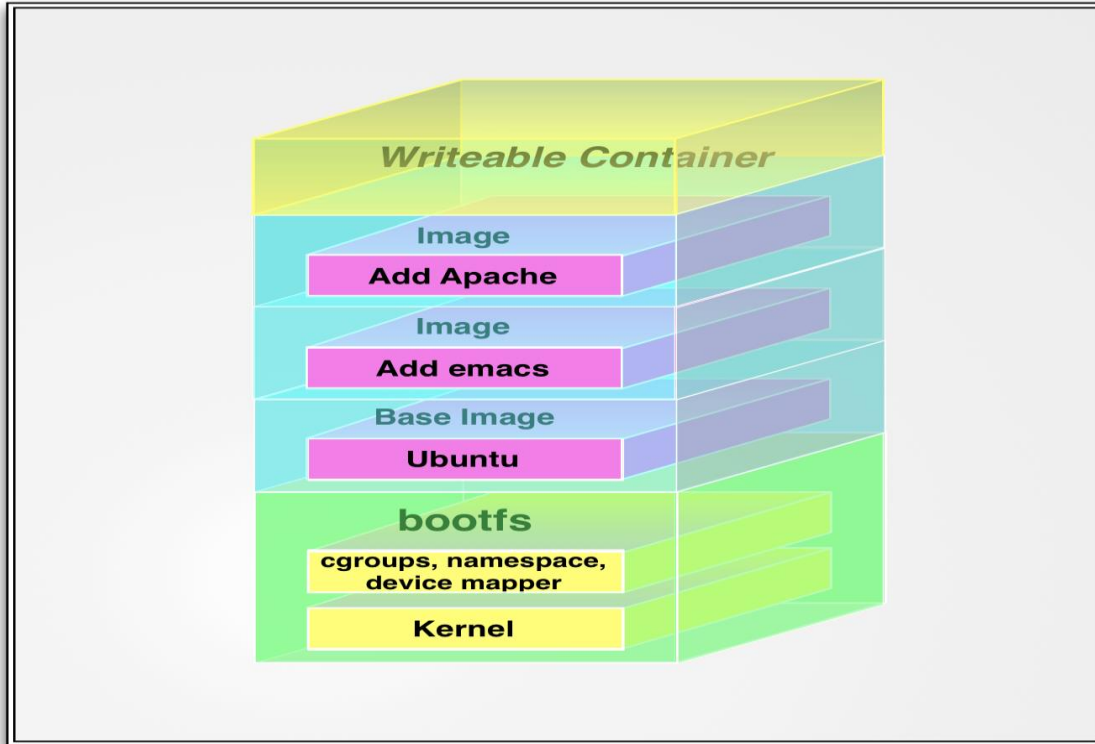 Writeable Container
Image
Add Apache
Image
Add emacs
Base Image
Ubuntu
bootfs
cgroups, namespace,
device mapper
Kernel